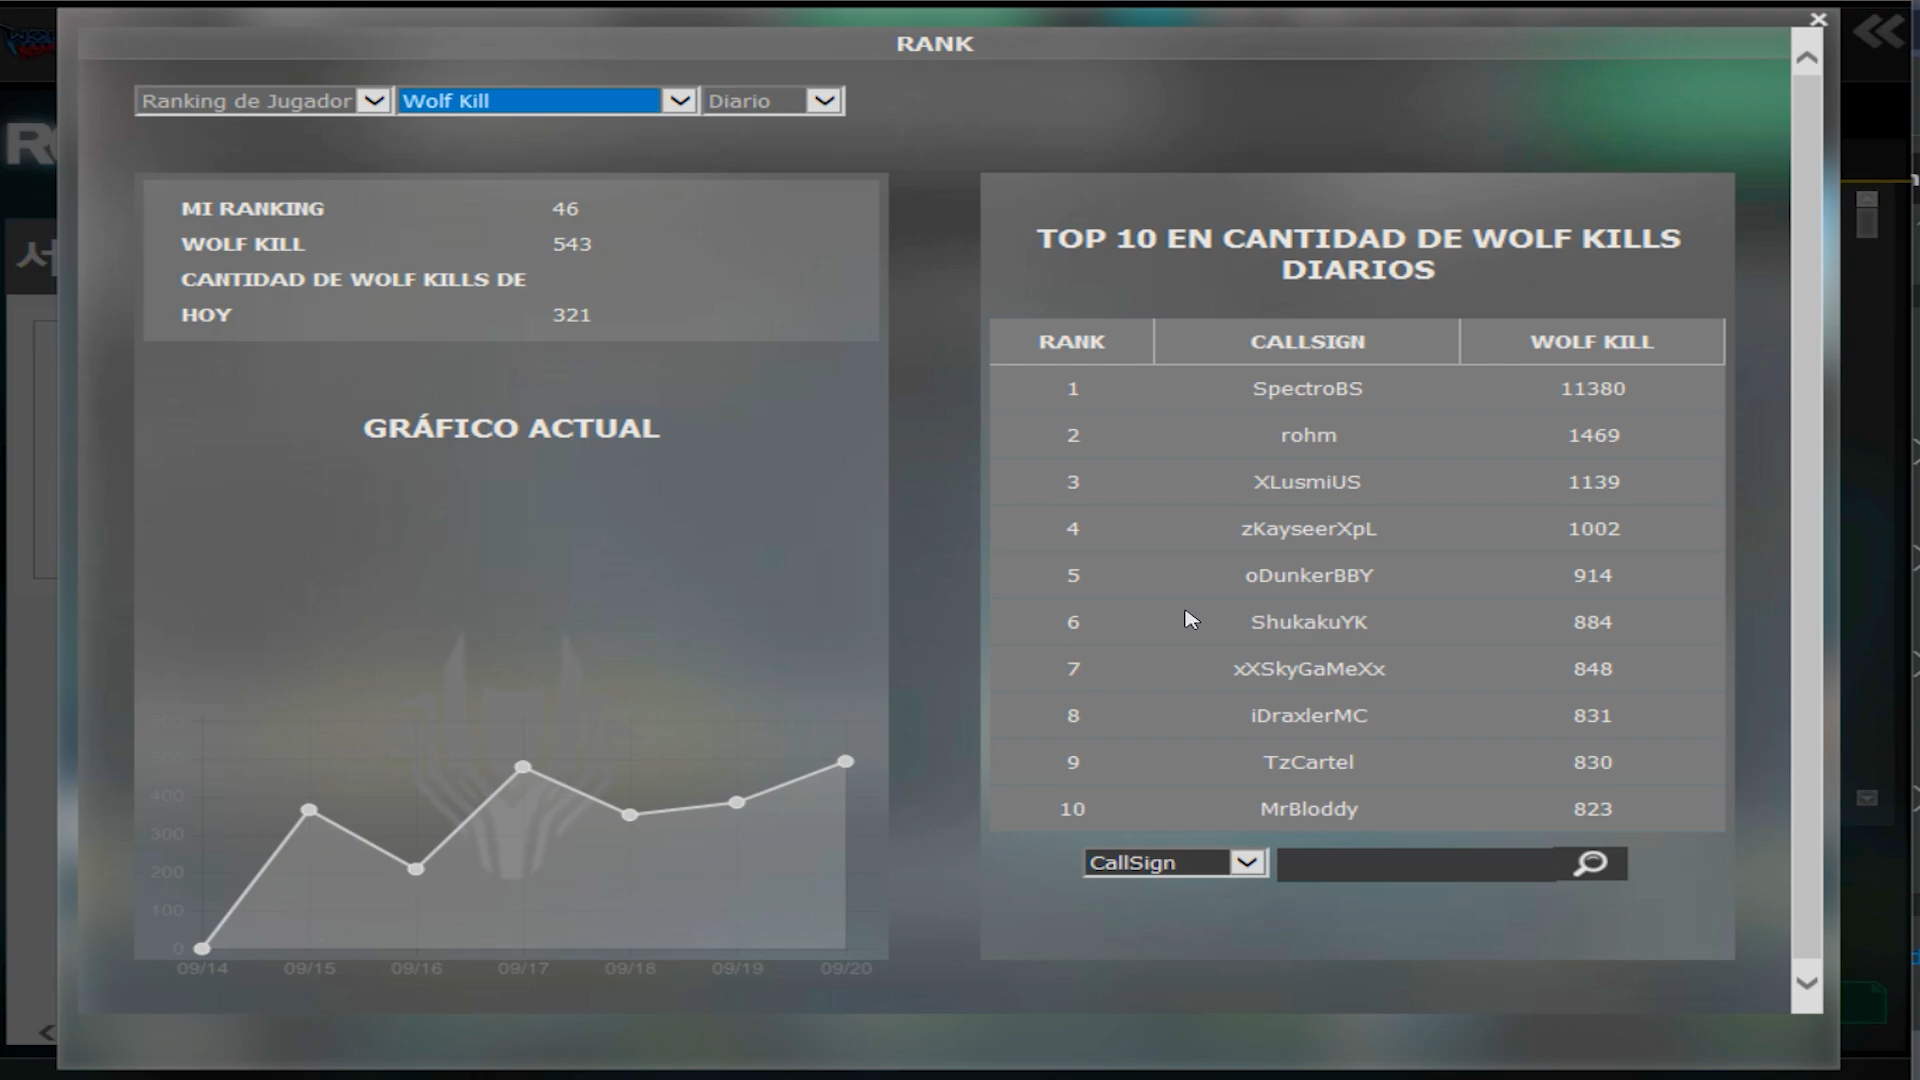 RANK
Ranking de Jugador Wolf Kill Diario
MI RANKING 46
WOLF KILL 543
CANTIDAD DE WOLF KILLS DE
HOY 321
GRÁFICO ACTUAL
600
500
400
300
200
100
0
09/14 09/15 09/16 09/17 09/18 09/19 09/20
TOP 10 EN CANTIDAD DE WOLF KILLS
DIARIOS
RANK CALLSIGN WOLF KILL
1 SpectroBS 11380
2 rohm 1469
3 XLusmiUS 1139
4 zKayseerXpL 1002
5 oDunkerBBY 914
6 ShukakuYK 884
7 xXSkyGaMeXx 848
8 iDraxlerMC 831
9 TzCartel 830
10 MrBloddy 823
CallSign